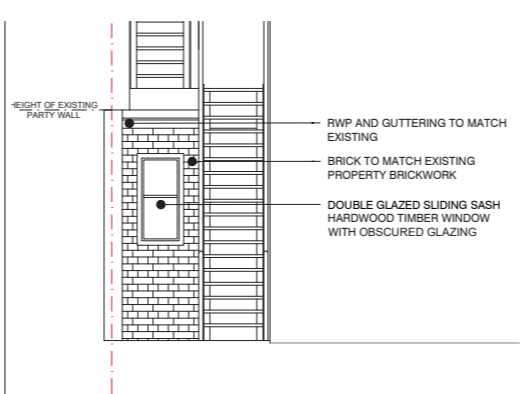 HEIGHT OF EXISTING
PARTY WALL
RWP AND GUTTERING TO MATCH
EXISTING
BRICK TO MATCH EXISTING
PROPERTY BRICKWORK
DOUBLE GLAZED SLIDING SASH
HARDWOOD TIMBER WINDOW
WITH OBSCURED GLAZING